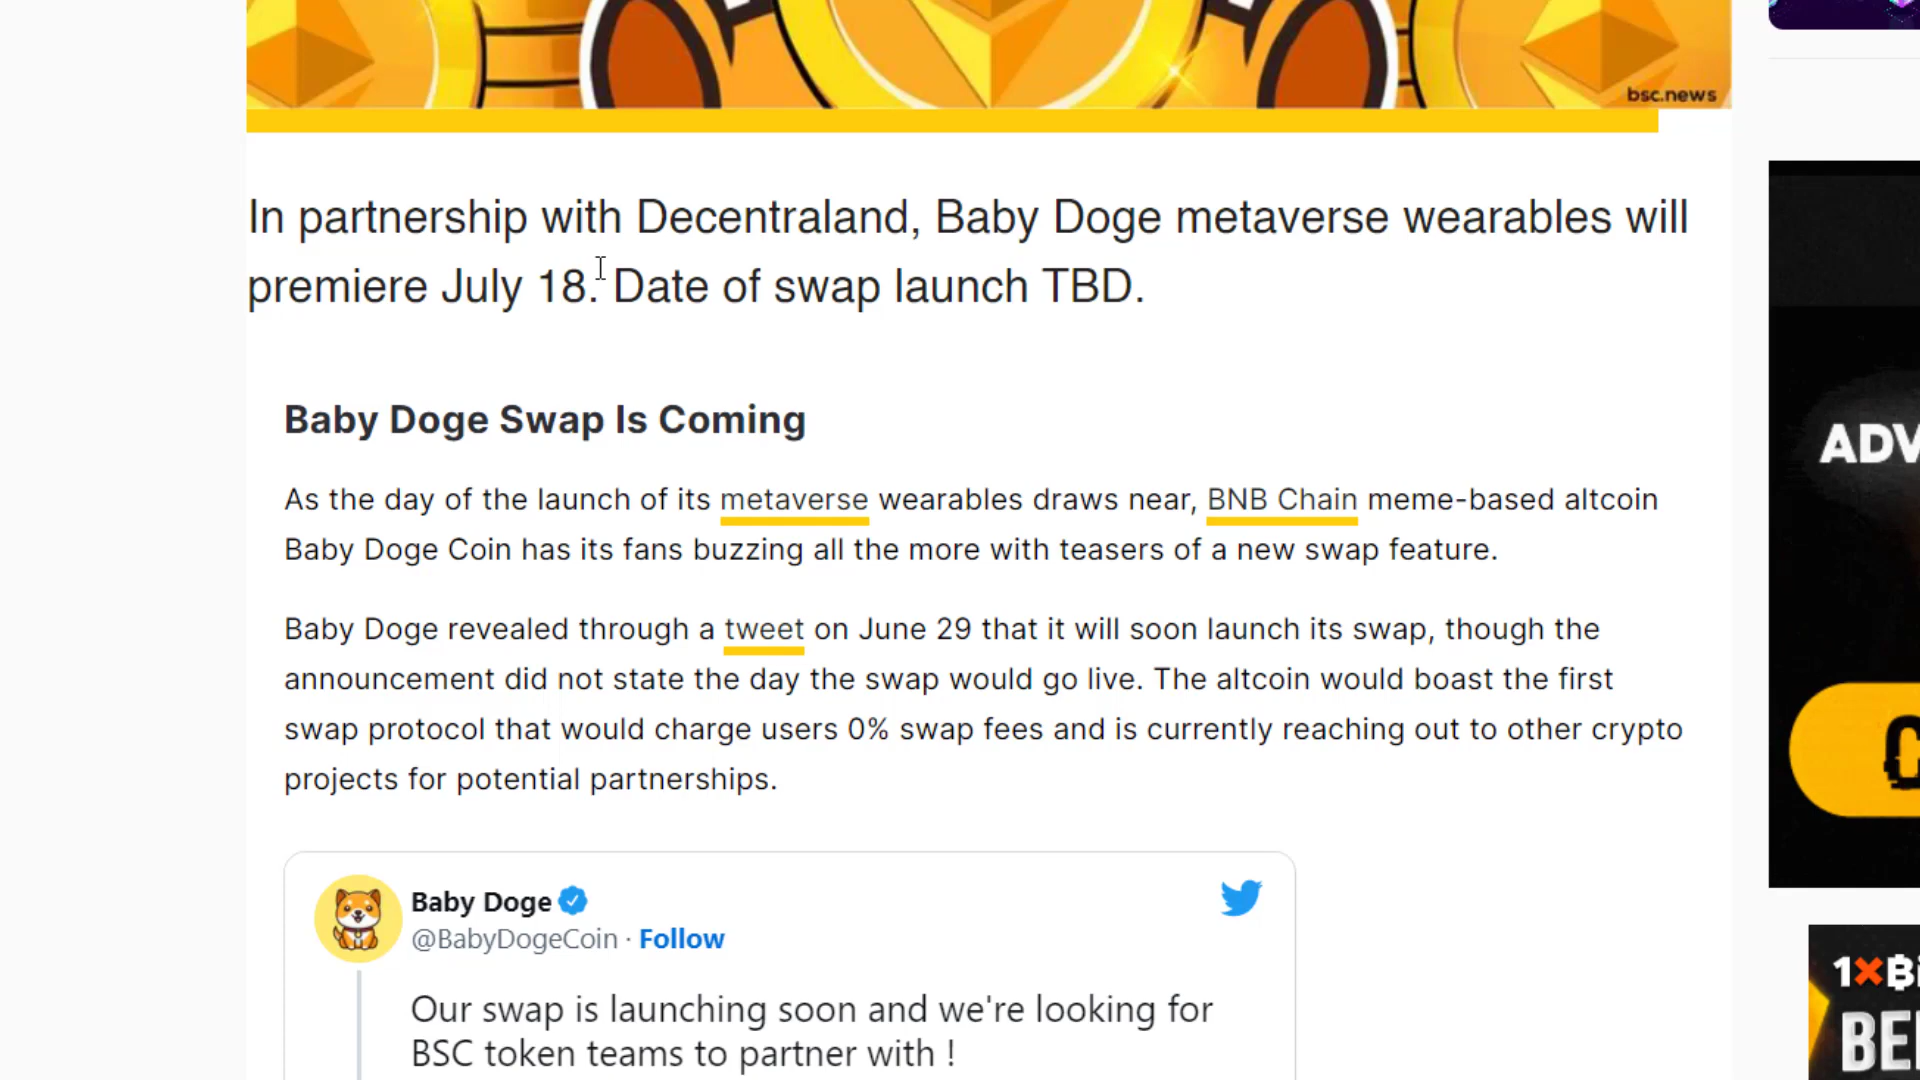 bsc.news
In partnership with Decentraland, Baby Doge metaverse wearables will
premiere July 18. Date of swap launch TBD.
Baby Doge Swap Is Coming
As the day of the launch of its metaverse wearables draws near, BNB Chain meme-based altcoin
Baby Doge Coin has its fans buzzing all the more with teasers of a new swap feature.
Baby Doge revealed through a tweet on June 29 that it will soon launch its swap, though the
announcement did not state the day the swap would go live. The altcoin would boast the first
swap protocol that would charge users 0% swap fees and is currently reaching out to other crypto
projects for potential partnerships.
Baby Doge
@BabyDogeCoin · Follow
Our swap is launching soon and we're looking for
BSC token teams to partner with !
ADV